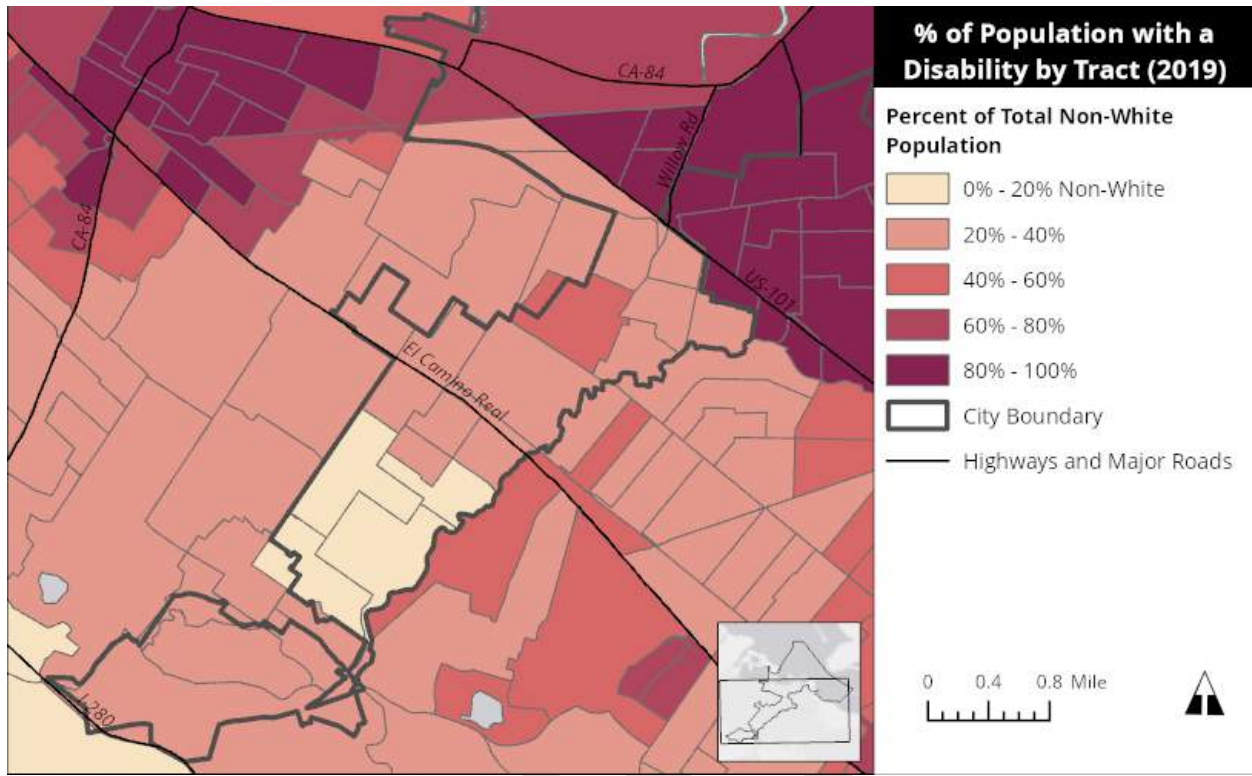 % of Population with a
Disability by Tract (2019)
Percent of Total Non-White
Population
0% - 20% Non-White
20% - 40%
40% - 60%
60% - 80%
80% - 100%
City Boundary
Highways and Major Roads
0 0.4 0.8 Mile
CA-84
Willow Rd
CA-84
US-101
El Camino Real
I-280